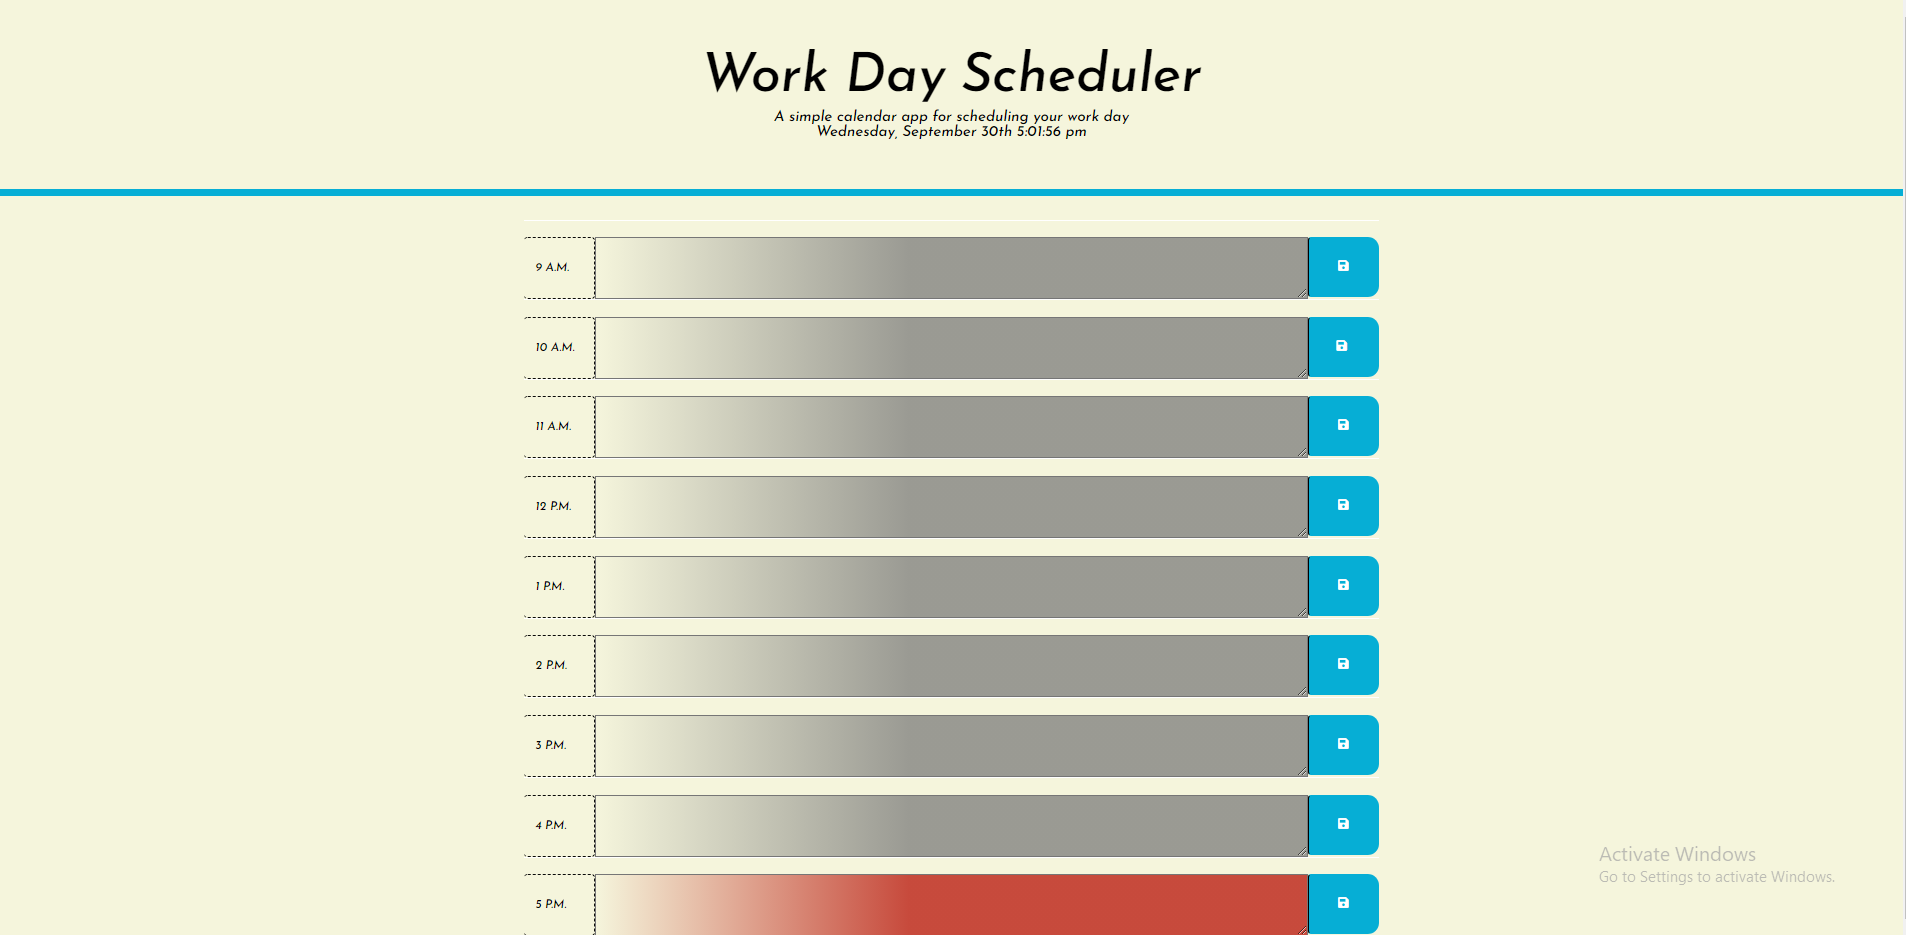 Work Day Scheduler
A simple calendar app for scheduling your work day
Wednesday, September 30th 5:01:56 pm
9 A.M.
10 A.M.
11 A.M.
12 P.M.
1 P.M.
2 P.M.
3 P.M.
4 P.M.
5 P.M.
Activate Windows
Go to Settings to activate Windows.